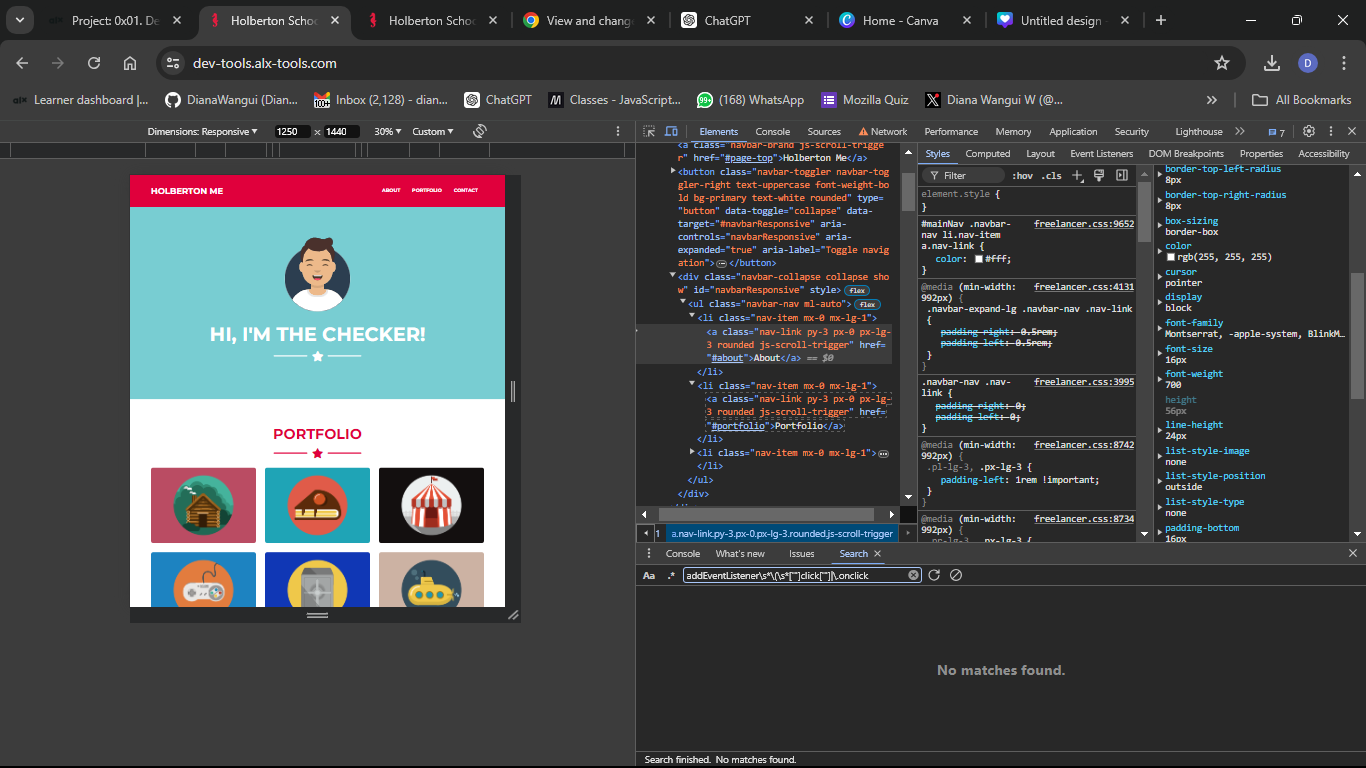 Project: 0x01. De
Holberton Schoo
Holberton Schoo
View and change
ChatGPT
Home - Canva
Untitled design
dev-tools.alx-tools.com
D
Learner dashboard |...
DianaWangui (Dian...
100+
Inbox (2,128) - dian...
ChatGPT
Classes - JavaScript...
99+
(168) WhatsApp
Mozilla Quiz
Diana Wangui W (@...
»
All Bookmarks
Dimensions: Responsive
1250 × 1440
30%
Custom
Elements
Console
Sources
Network
Performance
Memory
Application
Security
Lighthouse
»
7
HOLBERTON ME
ABOUT
PORTFOLIO
CONTACT
HI, I'M THE CHECKER!
PORTFOLIO
<a class="navbar-brand js-scroll-trigge
r" href="#page-top">Holberton Me</a>
<button class="navbar-toggler navbar-tog
gler-right text-uppercase font-weight-bo
ld bg-primary text-white rounded" type=
"button" data-toggle="collapse" data-
target="#navbarResponsive" aria-
controls="navbarResponsive" aria-
expanded="true" aria-label="Toggle navig
ation">⋯</button>
<div class="navbar-collapse collapse sho
w" id="navbarResponsive" style> flex
<ul class="navbar-nav ml-auto"> flex
<li class="nav-item mx-0 mx-lg-1">
<a class="nav-link py-3 px-0 px-lg-
3 rounded js-scroll-trigger" href=
"#about">About</a> == $0
</li>
<li class="nav-item mx-0 mx-lg-1">
<a class="nav-link py-3 px-0 px-lg-
3 rounded js-scroll-trigger" href=
"#portfolio">Portfolio</a>
</li>
<li class="nav-item mx-0 mx-lg-1">⋯
</li>
</ul>
</div>
1
a.nav-link.py-3.px-0.px-lg-3.rounded.js-scroll-trigger
Styles
Computed
Layout
Event Listeners
DOM Breakpoints
Properties
Accessibility
Filter
:hov .cls
element.style {
}
#mainNav .navbar-
freelancer.css:9652
nav li.nav-item
a.nav-link {
color: #fff;
}
@media (min-width:
freelancer.css:4131
992px) {
.navbar-expand-lg .navbar-nav .nav-link
{
padding-right: 0.5rem;
padding-left: 0.5rem;
}
}
.navbar-nav .nav-
freelancer.css:3995
link {
padding-right: 0;
padding-left: 0;
}
@media (min-width:
freelancer.css:8742
992px) {
.pl-lg-3, .px-lg-3 {
padding-left: 1rem !important;
}
}
@media (min-width:
freelancer.css:8734
992px) {
.pr-lg-3, .px-lg-3 {
border-top-left-radius
8px
border-top-right-radius
8px
box-sizing
border-box
color
rgb(255, 255, 255)
cursor
pointer
display
block
font-family
Montserrat, -apple-system, BlinkM…
font-size
16px
font-weight
700
height
56px
line-height
24px
list-style-image
none
list-style-position
outside
list-style-type
none
padding-bottom
16px
Console
What's new
Issues
Search
Aa
.*
addEventListener\s*\(\s*['"]click['"]|\.onclick
No matches found.
Search finished. No matches found.